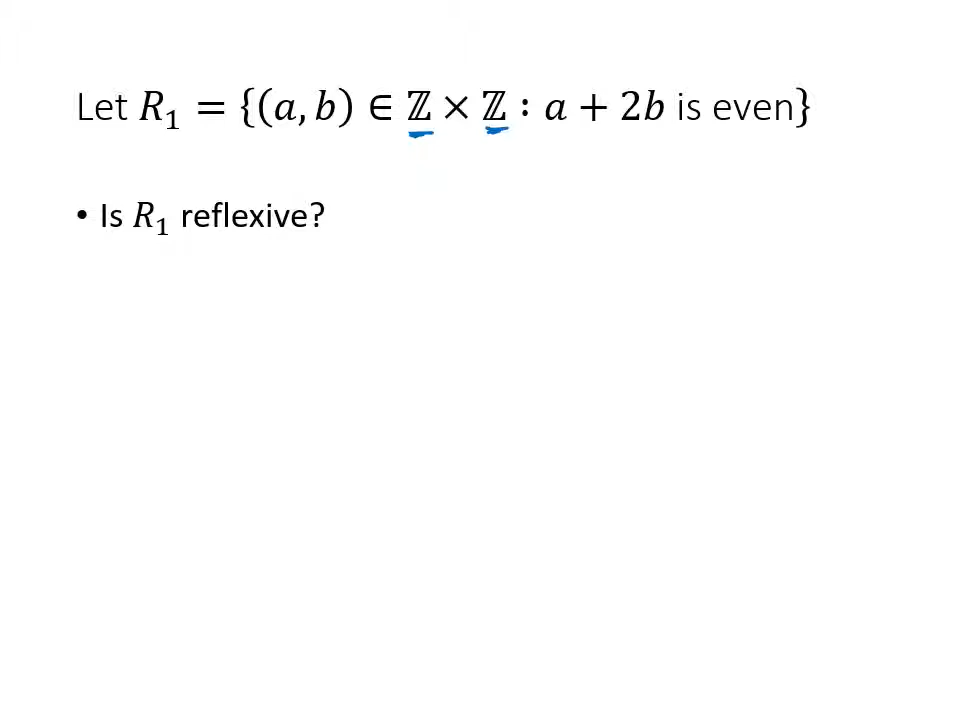 Let 𝑅₁ = {(𝑎, 𝑏) ∈ ℤ × ℤ ∶ 𝑎 + 2𝑏 is even}
• Is 𝑅₁ reflexive?